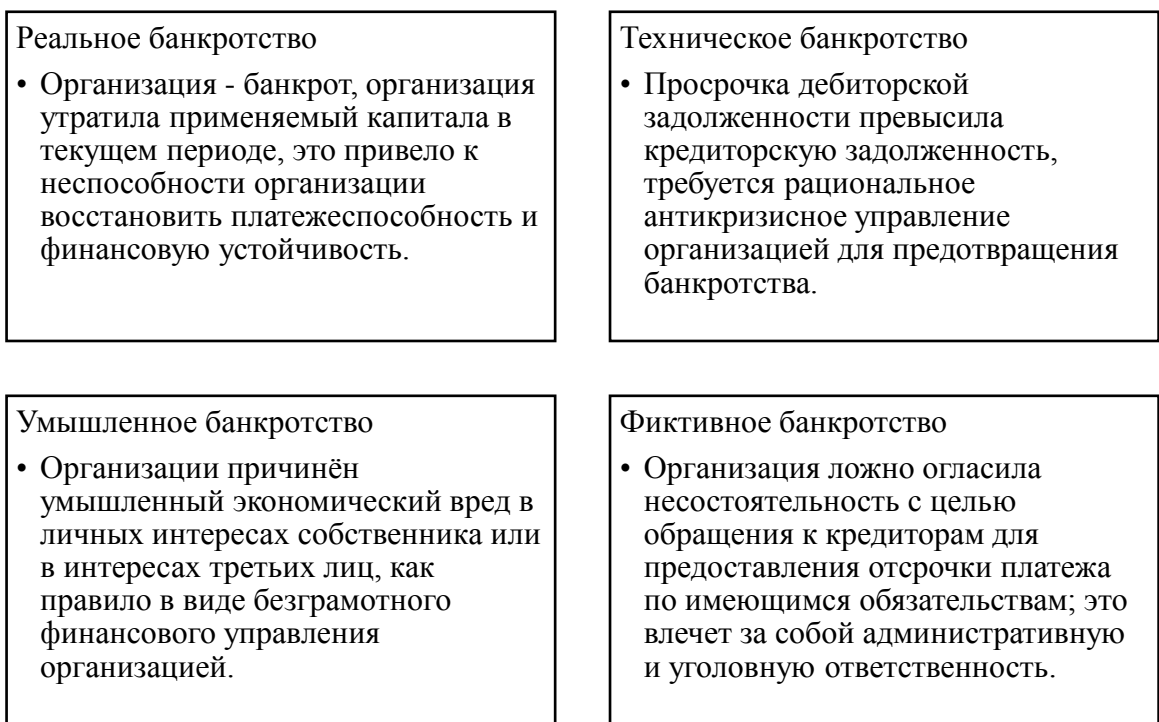 Реальное банкротство
• Организация - банкрот, организация
утратила применяемый капитала в
текущем периоде, это привело к
неспособности организации
восстановить платежеспособность и
финансовую устойчивость.
Техническое банкротство
• Просрочка дебиторской
задолженности превысила
кредиторскую задолженность,
требуется рациональное
антикризисное управление
организацией для предотвращения
банкротства.
Умышленное банкротство
• Организации причинён
умышленный экономический вред в
личных интересах собственника или
в интересах третьих лиц, как
правило в виде безграмотного
финансового управления
организацией.
Фиктивное банкротство
• Организация ложно огласила
несостоятельность с целью
обращения к кредиторам для
предоставления отсрочки платежа
по имеющимся обязательствам; это
влечет за собой административную
и уголовную ответственность.